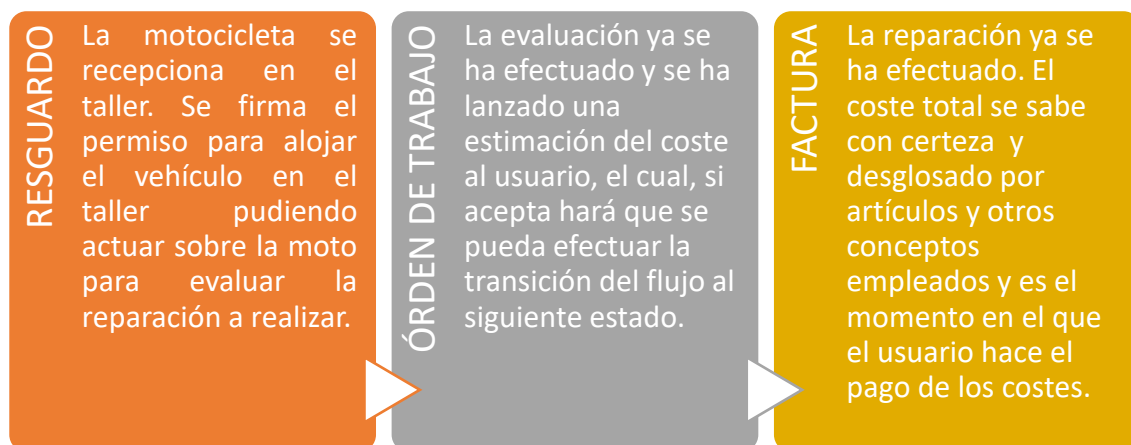 RESGUARDO
La motocicleta se
recepciona en el
taller. Se firma el
permiso para alojar
el vehículo en el
taller pudiendo
actuar sobre la moto
para evaluar la
reparación a realizar.
ÓRDEN DE TRABAJO
La evaluación ya se
ha efectuado y se ha
lanzado una
estimación del coste
al usuario, el cual, si
acepta hará que se
pueda efectuar la
transición del flujo al
siguiente estado.
FACTURA
La reparación ya se
ha efectuado. El
coste total se sabe
con certeza y
desglosado por
artículos y otros
conceptos
empleados y es el
momento en el que
el usuario hace el
pago de los costes.